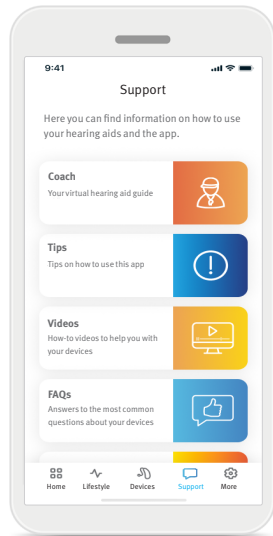 9:41
Support
Here you can find information on how to use
your hearing aids and the app.
Coach
Your virtual hearing aid guide
Tips
Tips on how to use this app
Videos
How-to videos to help you with
your devices
FAQs
Answers to the most common
questions about your devices
Home Lifestyle Devices Support More